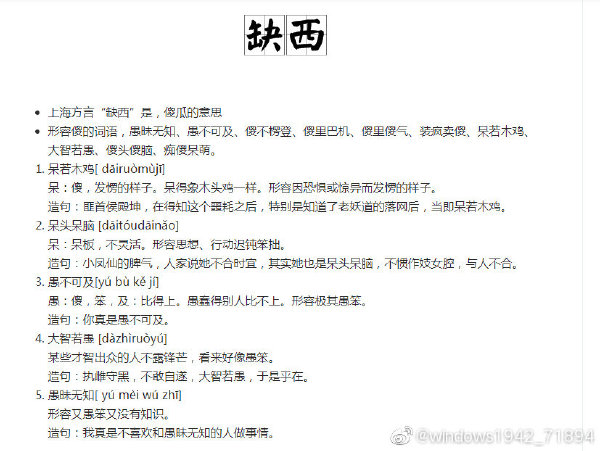 缺西
上海方言“缺西”是，傻瓜的意思
形容傻的词语，愚昧无知、愚不可及、傻不楞登、傻里巴机、傻里傻气、装疯卖傻、呆若木鸡、
大智若愚、傻头傻脑、痴傻呆萌。
1. 呆若木鸡[ dāiruòmùjī]
呆：傻，发愣的样子。呆得象木头鸡一样。形容因恐惧或惊异而发愣的样子。
造句：匪首侯殿坤，在得知这个噩耗之后，特别是知道了老妖道的落网后，当即呆若木鸡。
2. 呆头呆脑 [dāitóudāinǎo]
呆：呆板，不灵活。形容思想、行动迟钝笨拙。
造句：小凤仙的脾气，人家说她不合时宜，其实她也是呆头呆脑，不惯作妓女腔，与人不合。
3. 愚不可及[yú bù kě jí]
愚：傻，笨，及：比得上。愚蠢得别人比不上。形容极其愚笨。
造句：你真是愚不可及。
4. 大智若愚 [dàzhìruòyú]
某些才智出众的人不露锋芒，看来好像愚笨。
造句：执雌守黑，不敢自遂，大智若愚，于是乎在。
5. 愚昧无知[ yú mèi wú zhī]
形容又愚笨又没有知识。
造句：我真是不喜欢和愚昧无知的人做事情。
@windows1942_71894